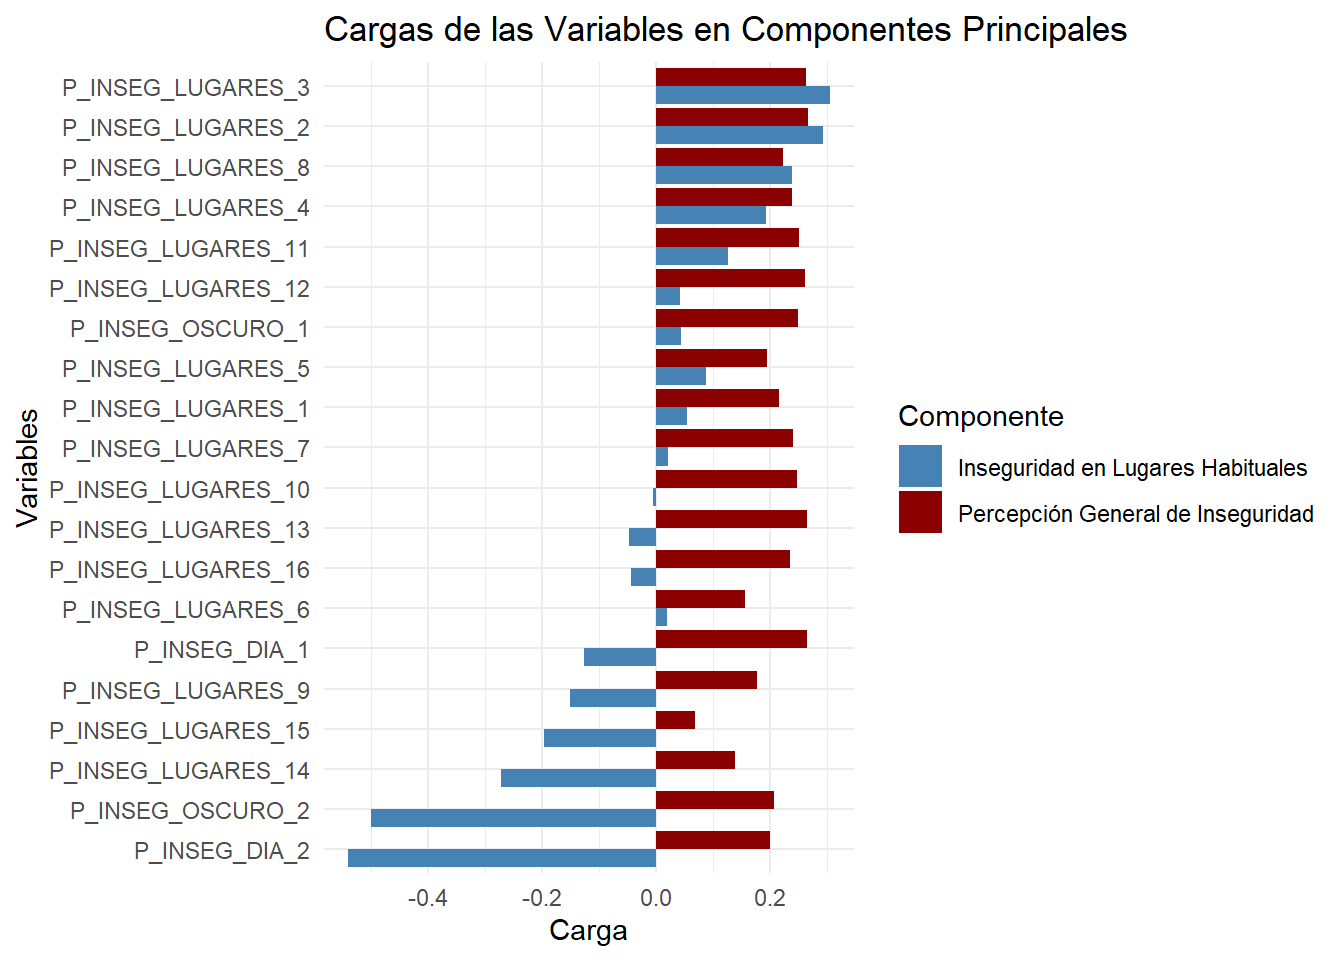 Cargas de las Variables en Componentes Principales
P_INSEG_LUGARES_3
P_INSEG_LUGARES_2
P_INSEG_LUGARES_8
P_INSEG_LUGARES_4
P_INSEG_LUGARES_11
P_INSEG_LUGARES_12
P_INSEG_OSCURO_1
P_INSEG_LUGARES_5
P_INSEG_LUGARES_1
P_INSEG_LUGARES_7
P_INSEG_LUGARES_10
P_INSEG_LUGARES_13
P_INSEG_LUGARES_16
P_INSEG_LUGARES_6
P_INSEG_DIA_1
P_INSEG_LUGARES_9
P_INSEG_LUGARES_15
P_INSEG_LUGARES_14
P_INSEG_OSCURO_2
P_INSEG_DIA_2
Variables
-0.4 -0.2 0.0 0.2
Carga
Componente
Inseguridad en Lugares Habituales
Percepción General de Inseguridad